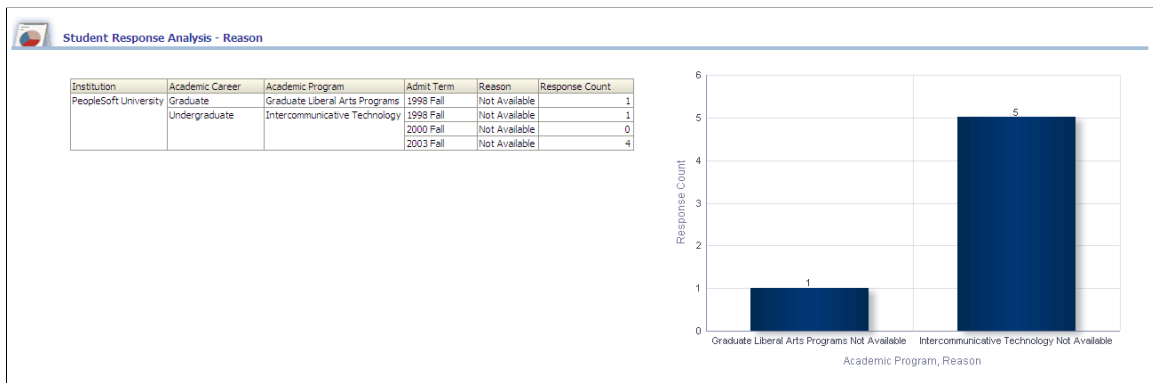 Student Response Analysis - Reason
Institution Academic Career Academic Program Admit Term Reason Response Count
PeopleSoft University Graduate Graduate Liberal Arts Programs 1998 Fall Not Available 1
Undergraduate Intercommunicative Technology 1998 Fall Not Available 1
2000 Fall Not Available 0
2003 Fall Not Available 4
6
5
4
3
2
1
0
Response Count
1
5
Graduate Liberal Arts Programs Not Available Intercommunicative Technology Not Available
Academic Program, Reason